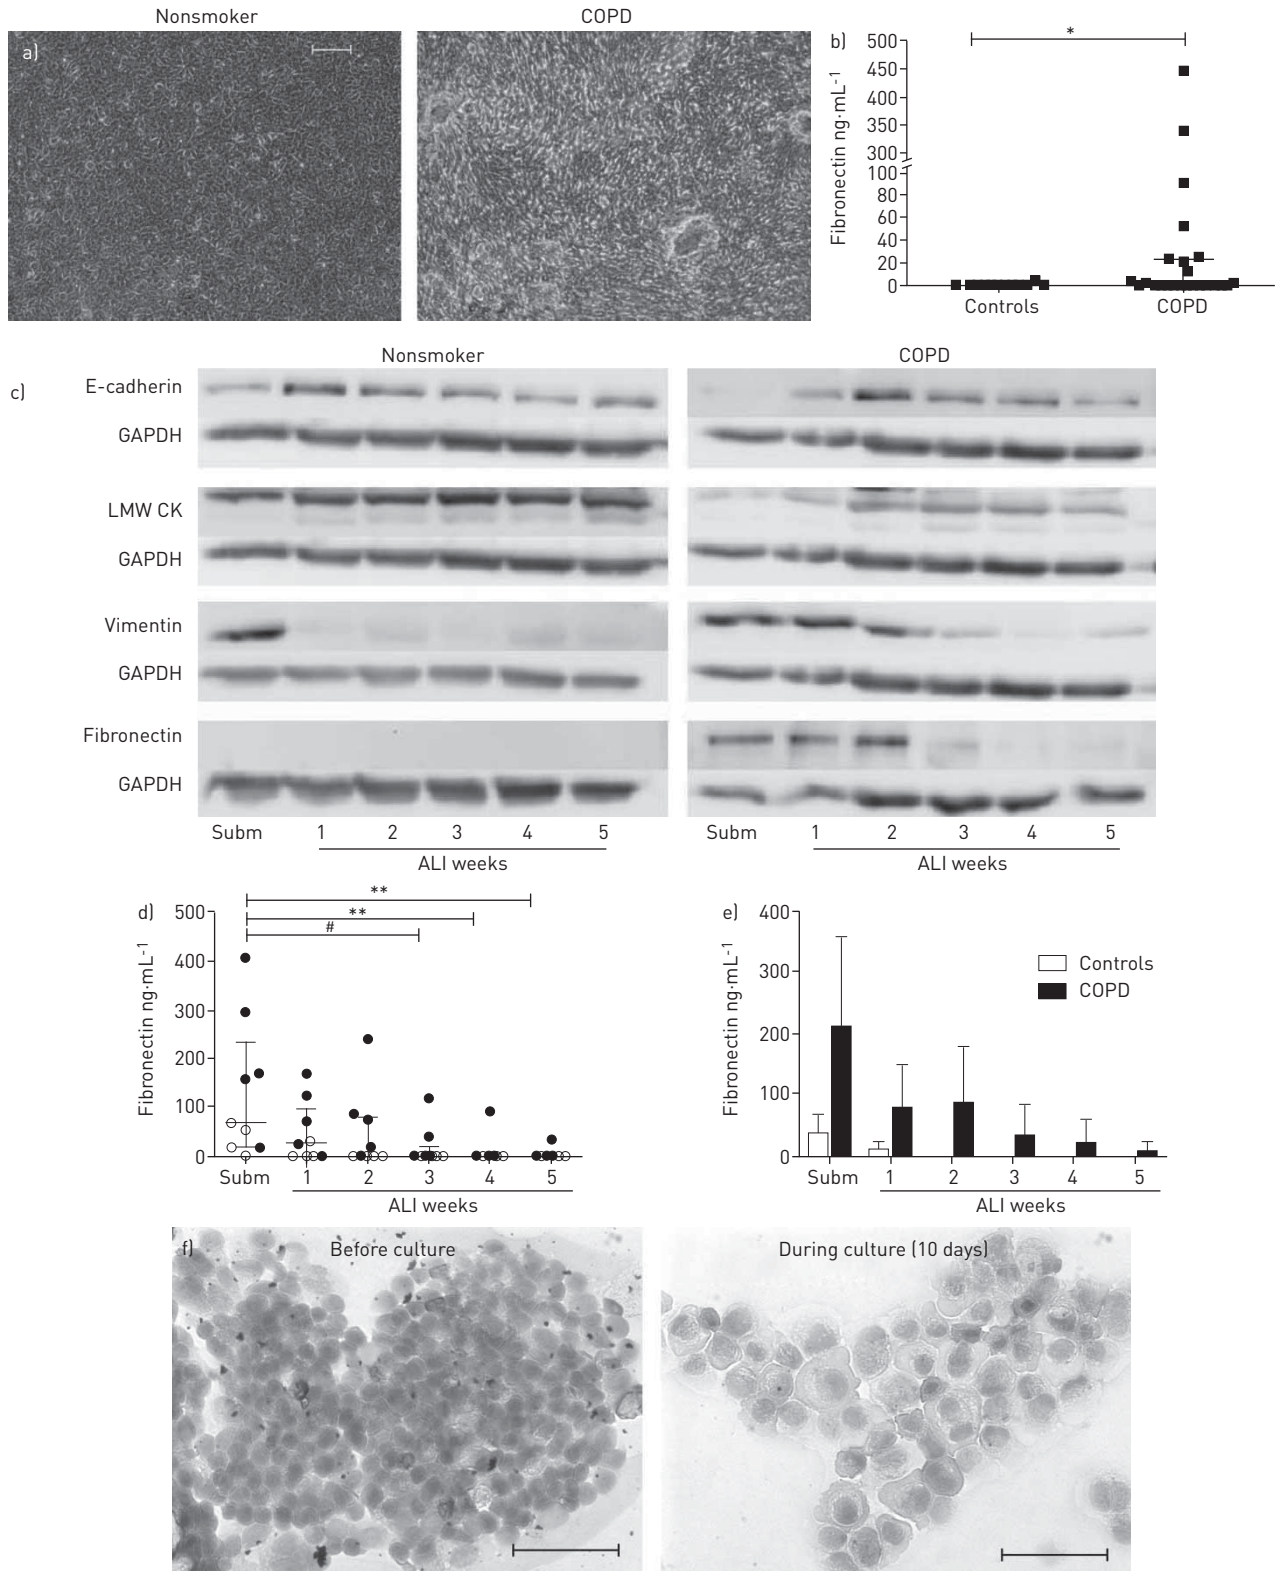 Nonsmoker COPD
a)
b)
Fibronectin ng·mL-1
500
450
400
350
300
100
80
60
40
20
0
*
Controls COPD
c)
Nonsmoker COPD
E-cadherin
GAPDH
LMW CK
GAPDH
Vimentin
GAPDH
Fibronectin
GAPDH
Subm 1 2 3 4 5
ALI weeks
Subm 1 2 3 4 5
ALI weeks
d)
Fibronectin ng·mL-1
500
400
300
200
100
0
**
**
#
Subm 1 2 3 4 5
ALI weeks
e)
Fibronectin ng·mL-1
400
300
200
100
0
Controls
COPD
Subm 1 2 3 4 5
ALI weeks
f)
Before culture
During culture (10 days)